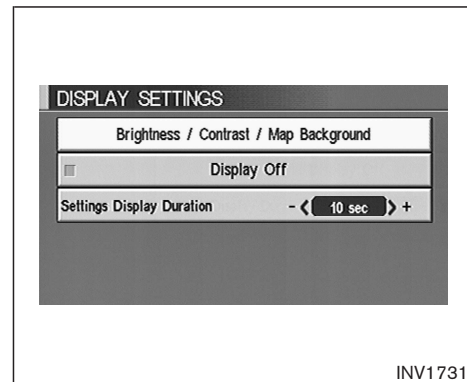 DISPLAY SETTINGS
Brightness / Contrast / Map Background
Display Off
Settings Display Duration - < 10 sec > +
INV1731